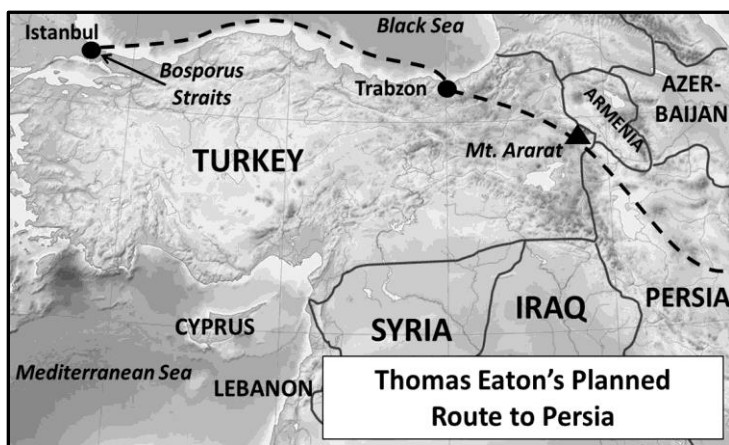 Istanbul
Black Sea
Bosporus
Straits
Trabzon
AZER-
BAIJAN
ARMENIA
TURKEY
Mt. Ararat
PERSIA
SYRIA
IRAQ
CYPRUS
Mediterranean Sea
LEBANON
Thomas Eaton's Planned
Route to Persia